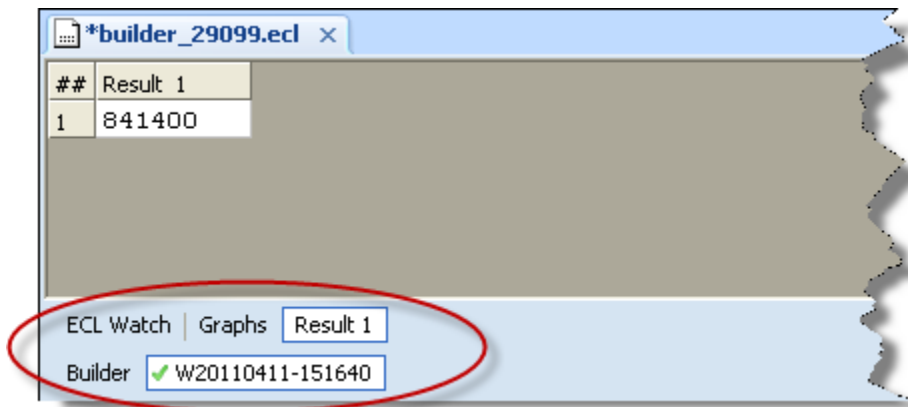 *builder_29099.ecl ×
## Result 1
1 841400
ECL Watch | Graphs Result 1
Builder ✓ W20110411-151640